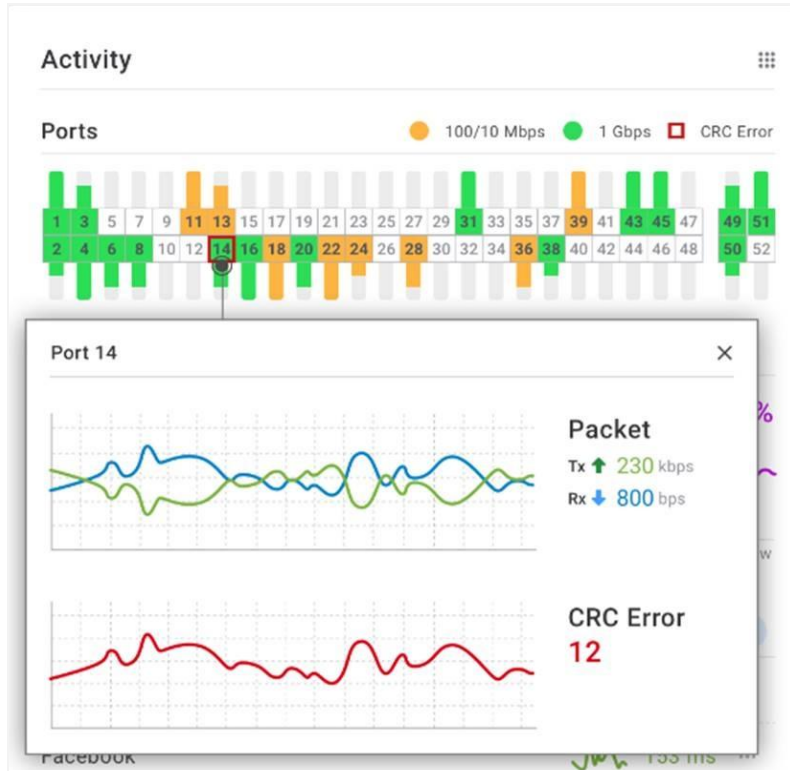 Activity
Ports
100/10 Mbps 1 Gbps CRC Error
1 3 5 7 9 11 13 15 17 19 21 23 25 27 29 31 33 35 37 39 41 43 45 47 49 51
2 4 6 8 10 12 14 16 18 20 22 24 26 28 30 32 34 36 38 40 42 44 46 48 50 52
Port 14
%
Packet
Tx 230 kbps
Rx 800 bps
w
CRC Error
12
Facebook 153 ms